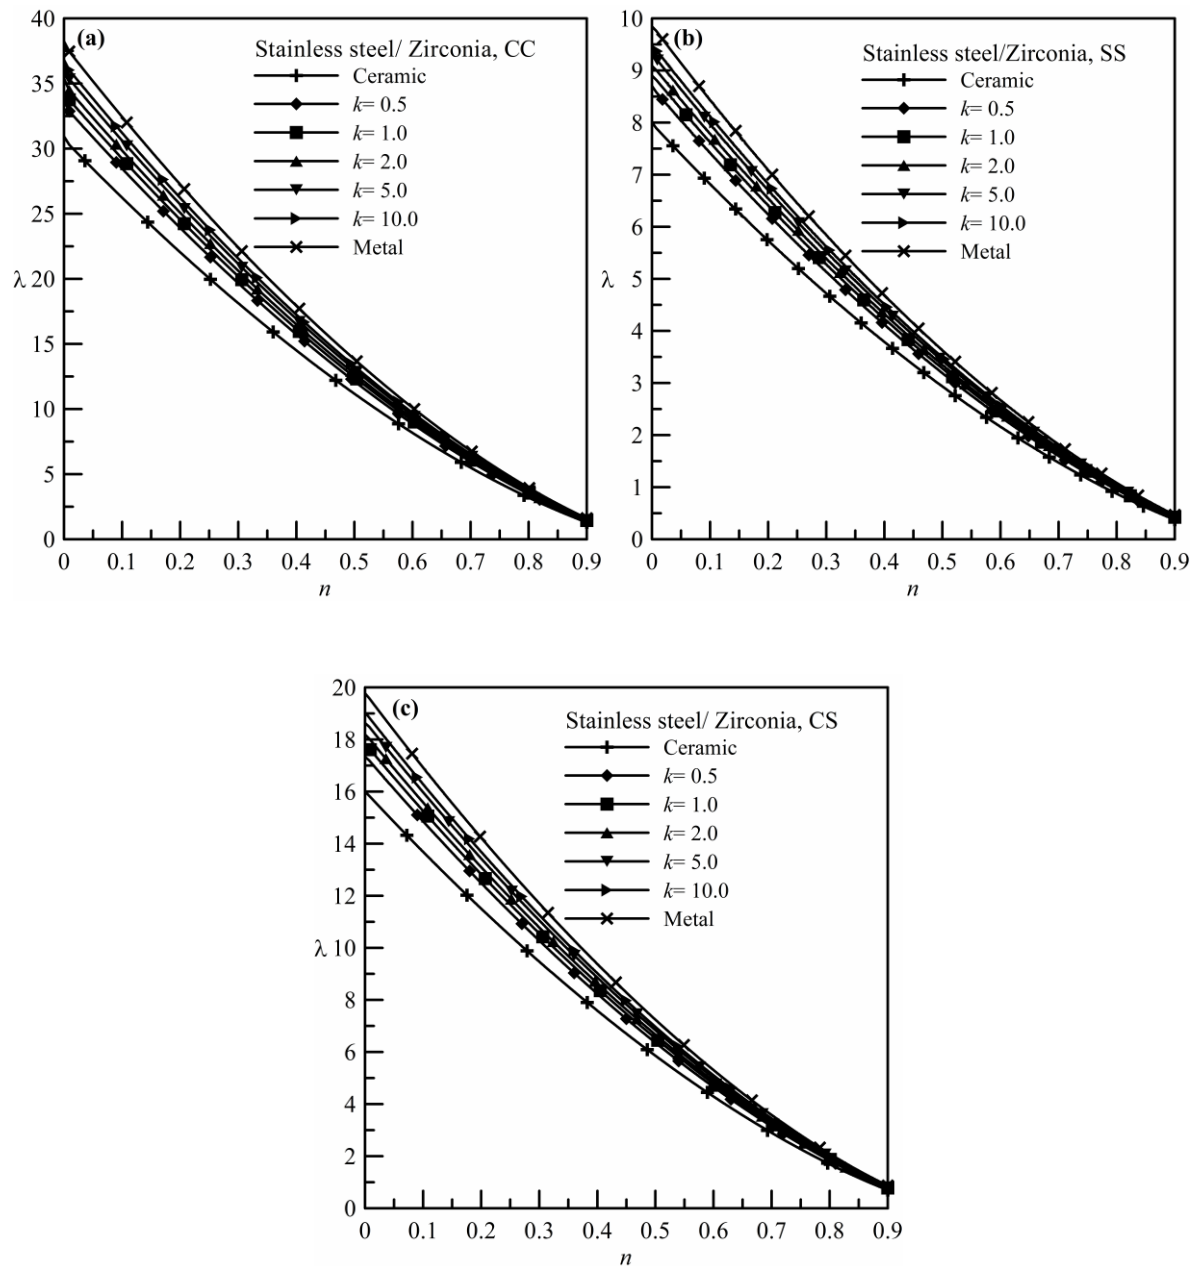 (a)
Stainless steel/ Zirconia, CC
Ceramic
k= 0.5
k= 1.0
k= 2.0
k= 5.0
k= 10.0
Metal
40
35
30
25
20
15
10
5
0
λ
0 0.1 0.2 0.3 0.4 0.5 0.6 0.7 0.8 0.9
n
(b)
Stainless steel/Zirconia, SS
Ceramic
k= 0.5
k= 1.0
k= 2.0
k= 5.0
k= 10.0
Metal
10
9
8
7
6
5
4
3
2
1
0
λ
0 0.1 0.2 0.3 0.4 0.5 0.6 0.7 0.8 0.9
n
(c)
Stainless steel/ Zirconia, CS
Ceramic
k= 0.5
k= 1.0
k= 2.0
k= 5.0
k= 10.0
Metal
20
18
16
14
12
10
8
6
4
2
0
λ
0 0.1 0.2 0.3 0.4 0.5 0.6 0.7 0.8 0.9
n